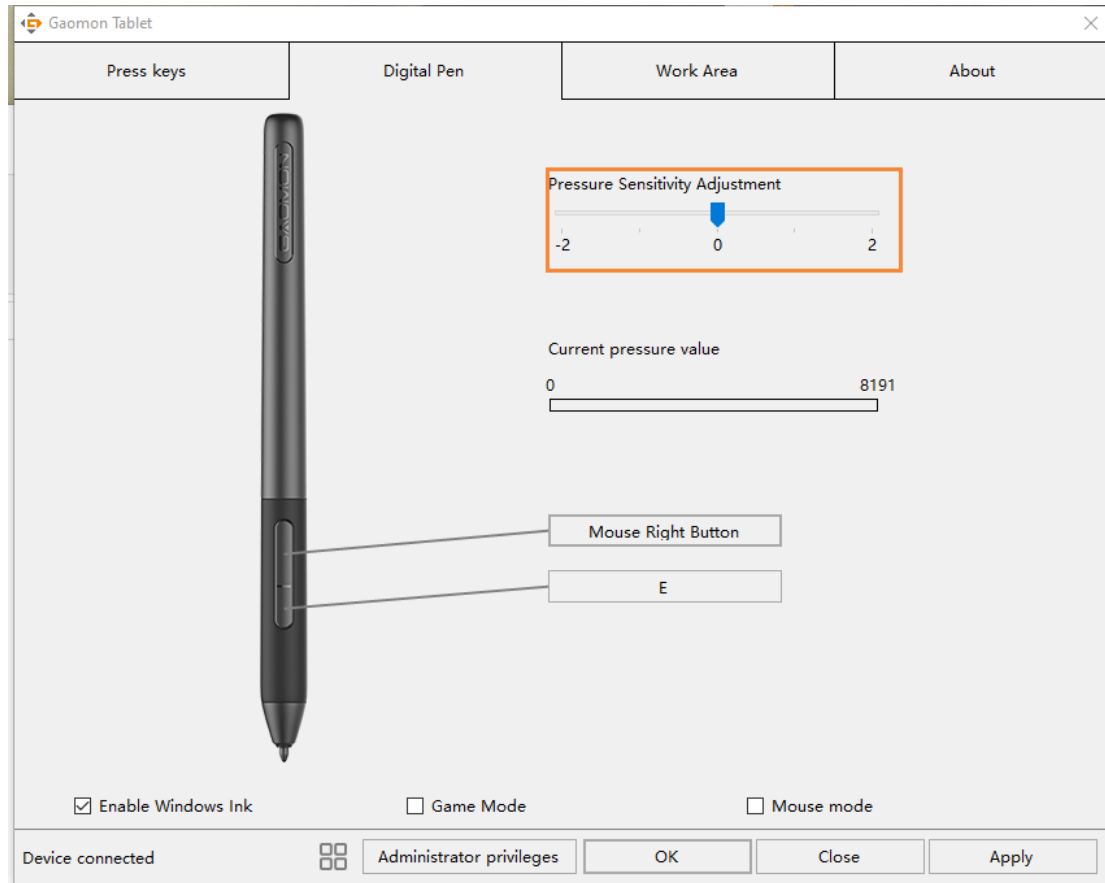 Gaomon Tablet
Press keys Digital Pen Work Area About
GAOMON
Pressure Sensitivity Adjustment
-2 0 2
Current pressure value
0 8191
Mouse Right Button
E
Enable Windows Ink Game Mode Mouse mode
Device connected Administrator privileges OK Close Apply